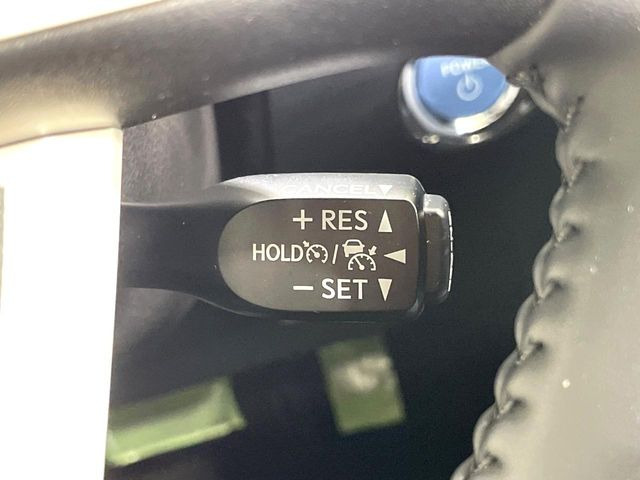 POWER
CANCEL▼
+ RES ▲
HOLD / ◀
− SET ▼